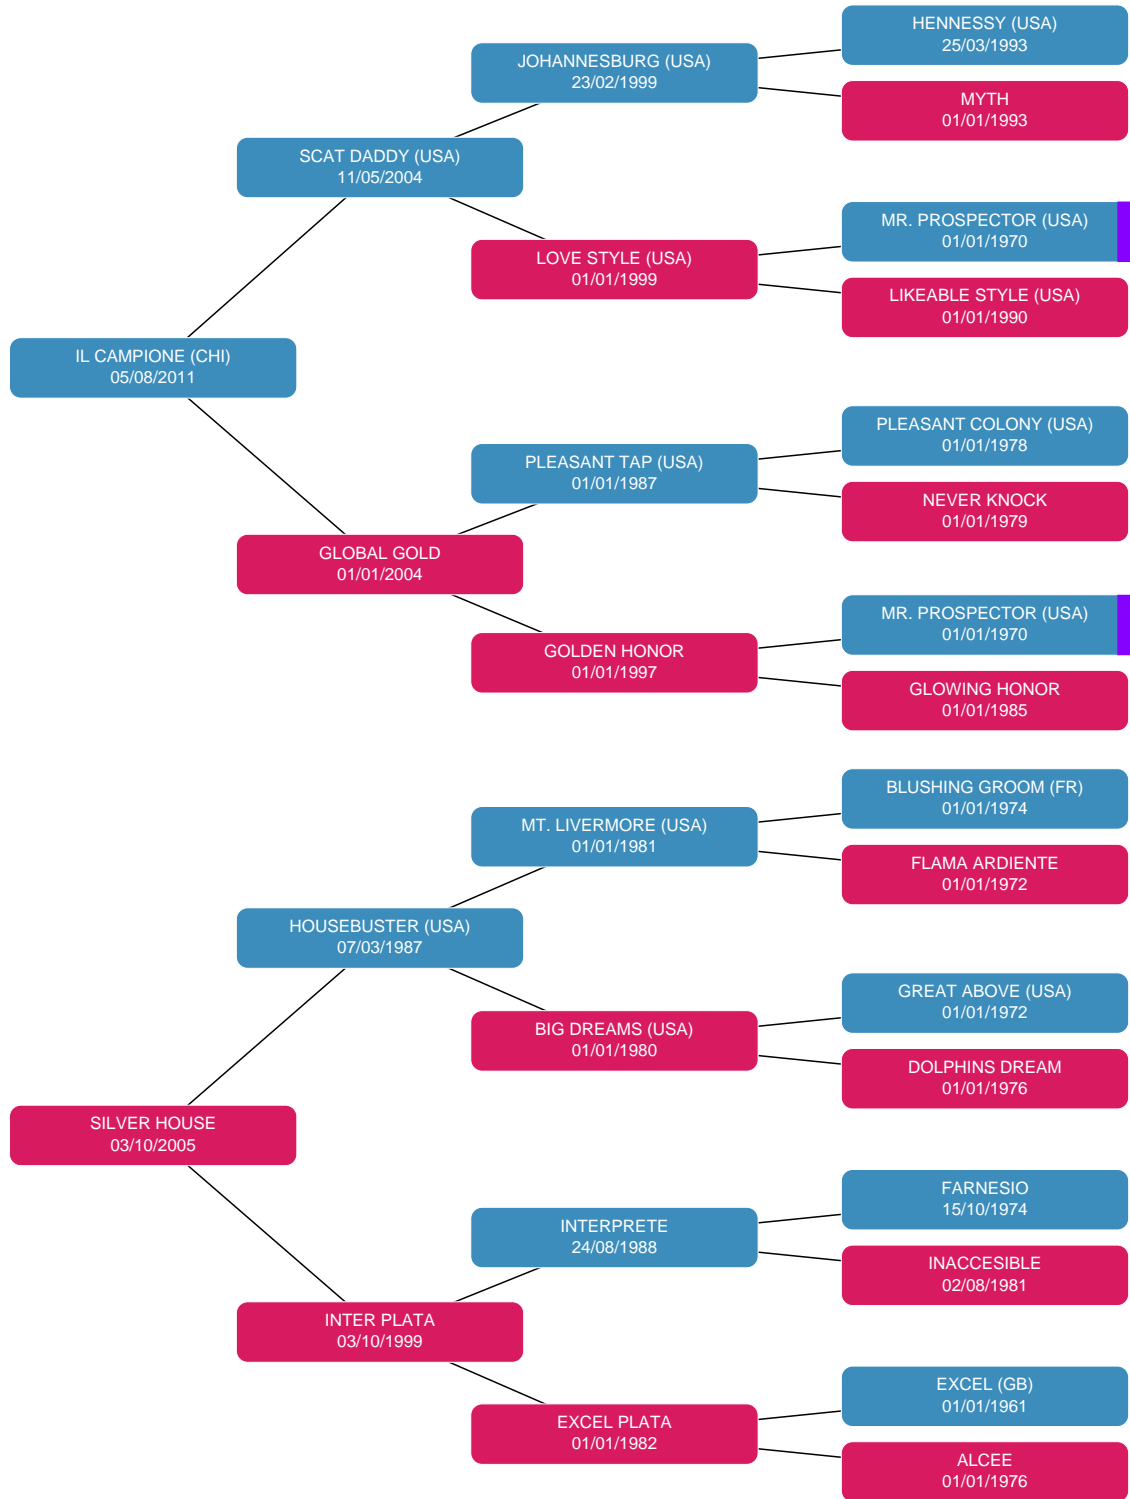 HENNESSY (USA)
25/03/1993
JOHANNESBURG (USA)
23/02/1999
MYTH
01/01/1993
SCAT DADDY (USA)
11/05/2004
MR. PROSPECTOR (USA)
01/01/1970
LOVE STYLE (USA)
01/01/1999
LIKEABLE STYLE (USA)
01/01/1990
IL CAMPIONE (CHI)
05/08/2011
PLEASANT COLONY (USA)
01/01/1978
PLEASANT TAP (USA)
01/01/1987
NEVER KNOCK
01/01/1979
GLOBAL GOLD
01/01/2004
MR. PROSPECTOR (USA)
01/01/1970
GOLDEN HONOR
01/01/1997
GLOWING HONOR
01/01/1985
BLUSHING GROOM (FR)
01/01/1974
MT. LIVERMORE (USA)
01/01/1981
FLAMA ARDIENTE
01/01/1972
HOUSEBUSTER (USA)
07/03/1987
GREAT ABOVE (USA)
01/01/1972
BIG DREAMS (USA)
01/01/1980
DOLPHINS DREAM
01/01/1976
SILVER HOUSE
03/10/2005
FARNESIO
15/10/1974
INTERPRETE
24/08/1988
INACCESIBLE
02/08/1981
INTER PLATA
03/10/1999
EXCEL (GB)
01/01/1961
EXCEL PLATA
01/01/1982
ALCEE
01/01/1976